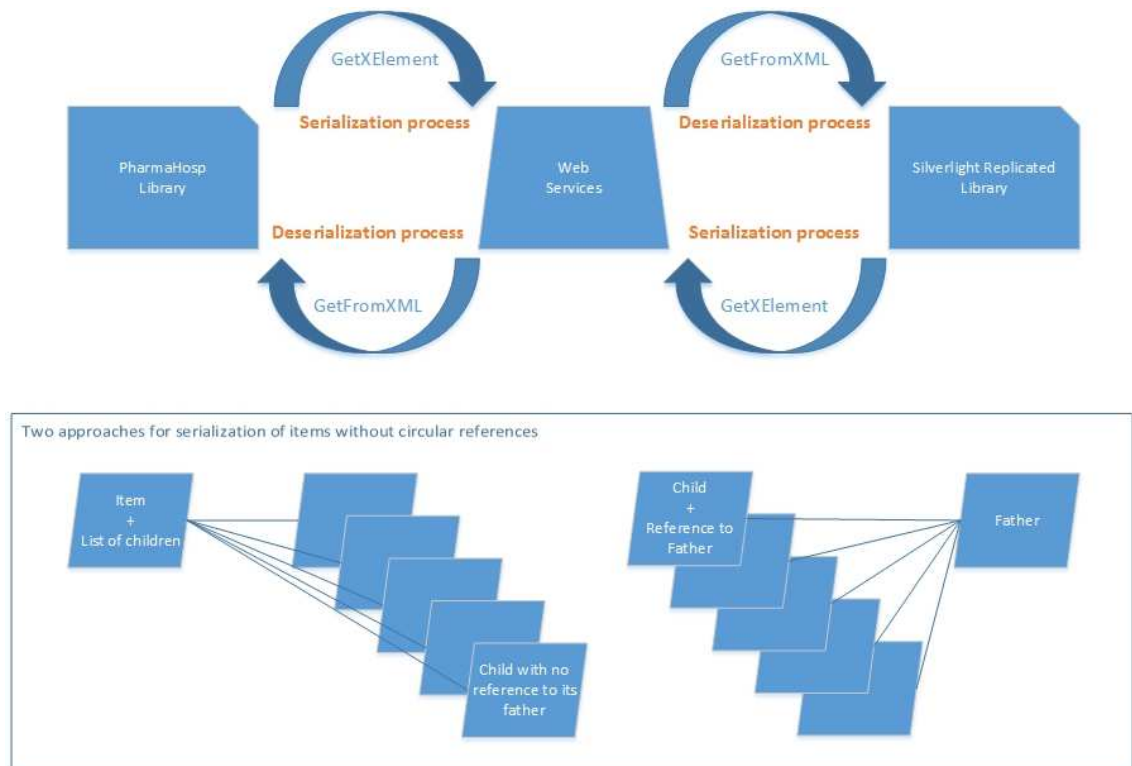 GetXElement
GetFromXML
Serialization process
Deserialization process
PharmaHosp
Library
Web
Services
Silverlight Replicated
Library
Deserialization process
Serialization process
GetFromXML
GetXElement
Two approaches for serialization of items without circular references
Item
+
List of children
Child with no
reference to its
father
Child
+
Reference to
Father
Father